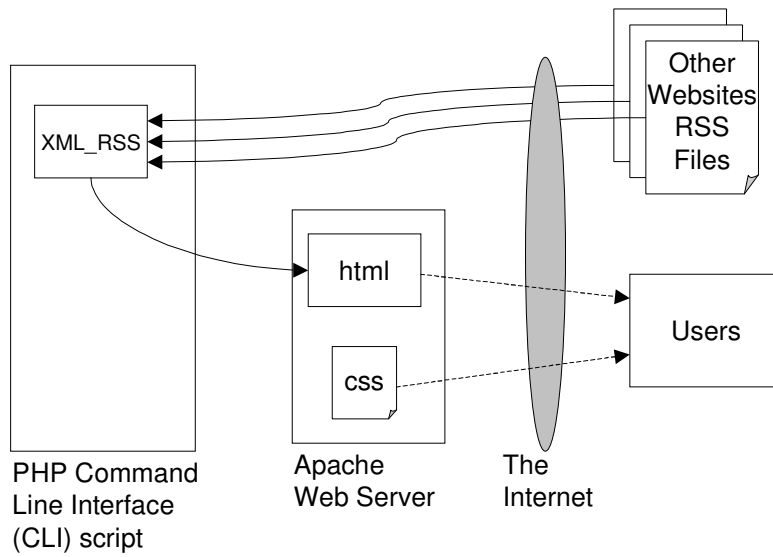 Other
Websites
RSS
Files
XML_RSS
html
Users
css
PHP Command
Line Interface
(CLI) script
Apache
Web Server
The
Internet